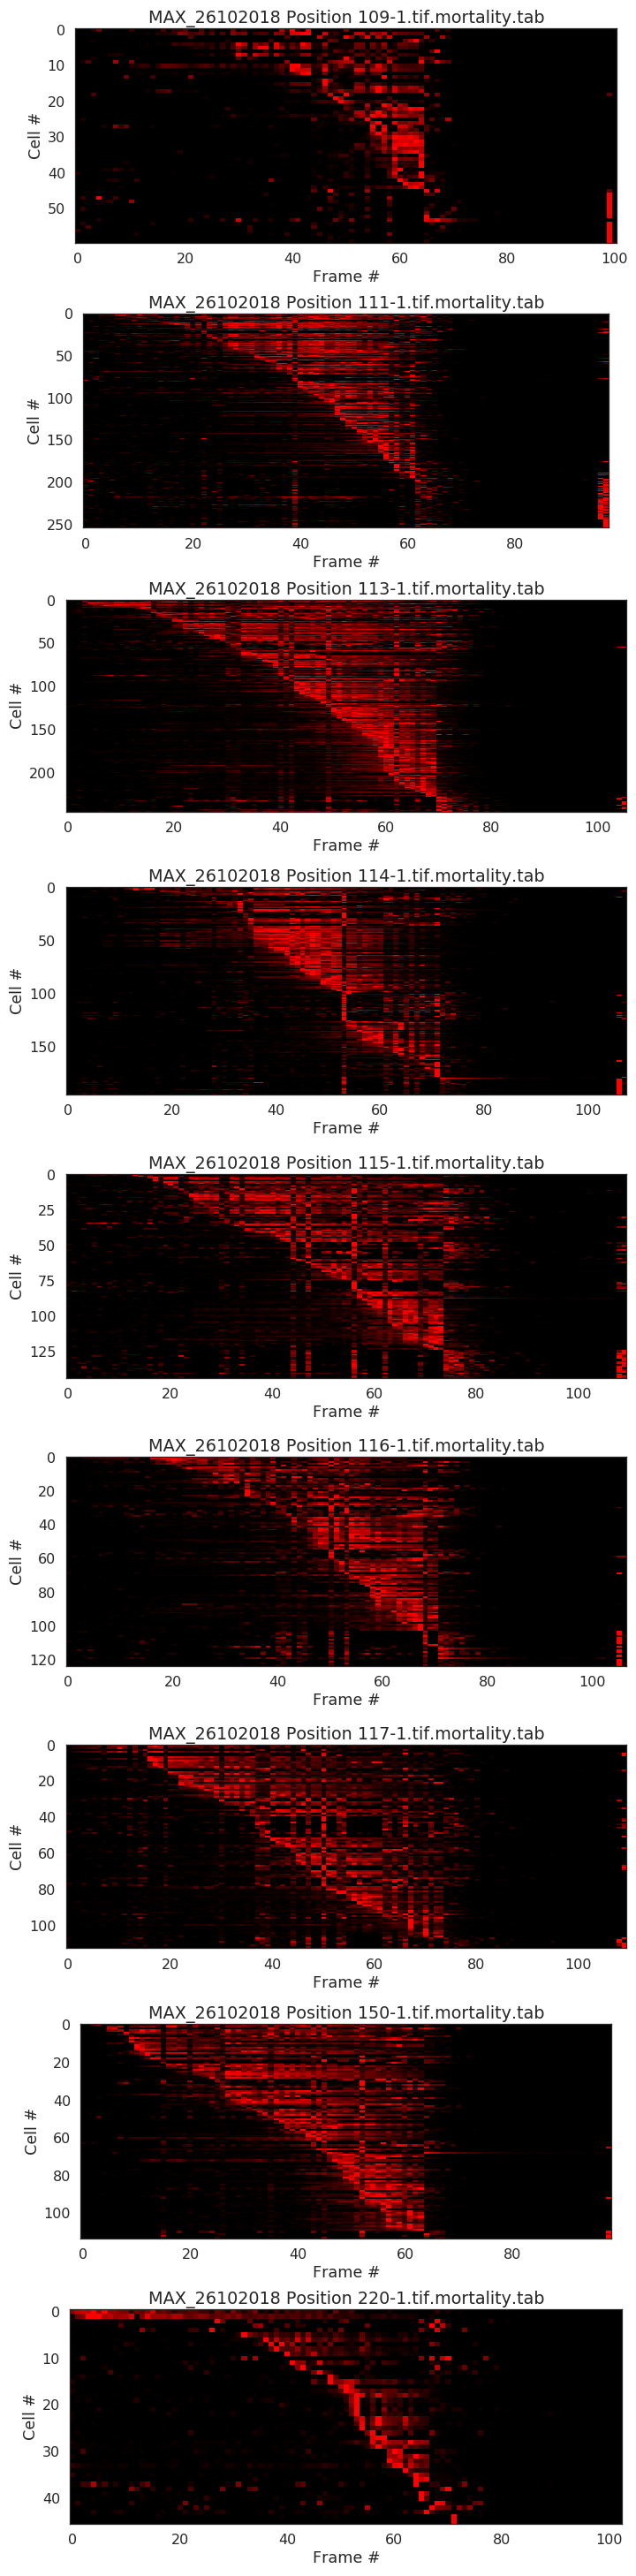 MAX_26102018 Position 109-1.tif.mortality.tab
0
10
20
30
40
50
Cell #
0 20 40 60 80 100
Frame #
MAX_26102018 Position 111-1.tif.mortality.tab
0
50
100
150
200
250
Cell #
0 20 40 60 80
Frame #
MAX_26102018 Position 113-1.tif.mortality.tab
0
50
100
150
200
Cell #
0 20 40 60 80 100
Frame #
MAX_26102018 Position 114-1.tif.mortality.tab
0
50
100
150
Cell #
0 20 40 60 80 100
Frame #
MAX_26102018 Position 115-1.tif.mortality.tab
0
25
50
75
100
125
Cell #
0 20 40 60 80 100
Frame #
MAX_26102018 Position 116-1.tif.mortality.tab
0
20
40
60
80
100
120
Cell #
0 20 40 60 80 100
Frame #
MAX_26102018 Position 117-1.tif.mortality.tab
0
20
40
60
80
100
Cell #
0 20 40 60 80 100
Frame #
MAX_26102018 Position 150-1.tif.mortality.tab
0
20
40
60
80
100
Cell #
0 20 40 60 80
Frame #
MAX_26102018 Position 220-1.tif.mortality.tab
0
10
20
30
40
Cell #
0 20 40 60 80 100
Frame #